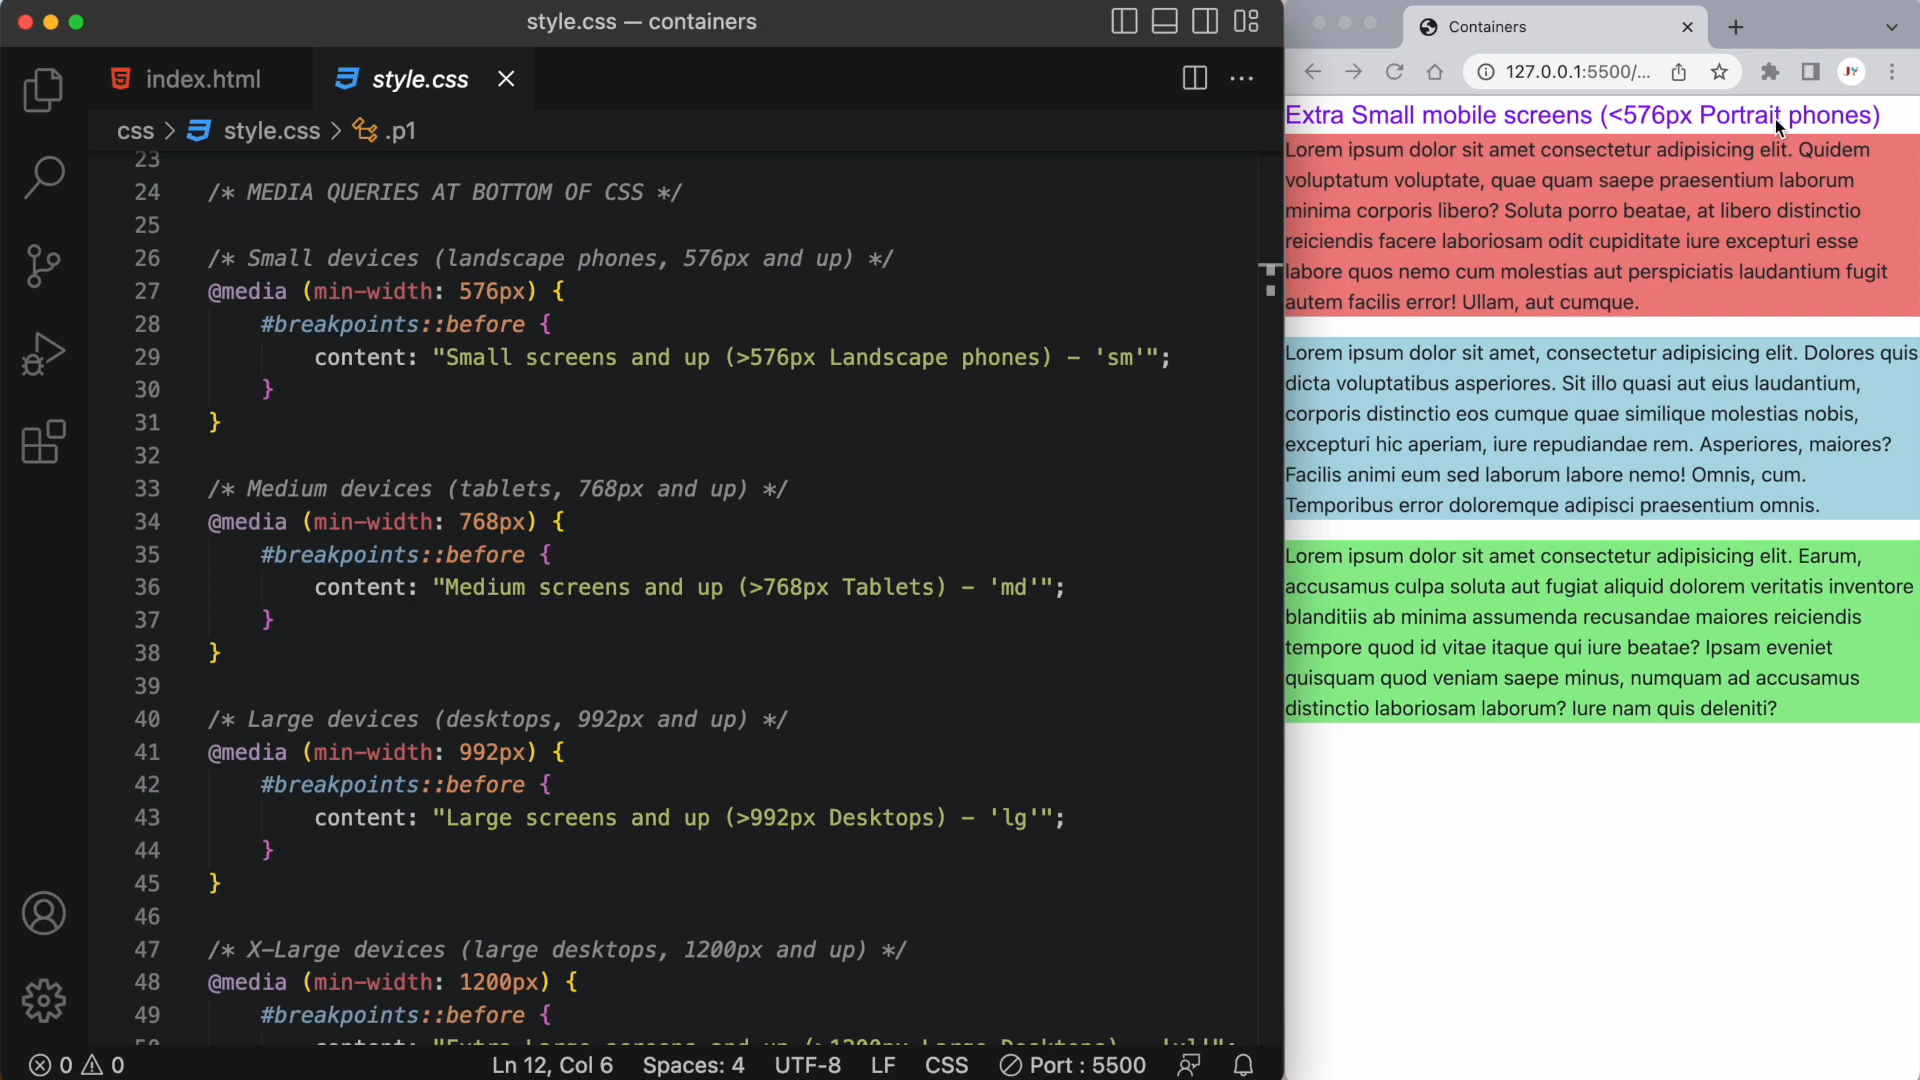 style.css — containers
index.html
style.css
css > style.css > .p1
23
24 /* MEDIA QUERIES AT BOTTOM OF CSS */
25
26 /* Small devices (landscape phones, 576px and up) */
27 @media (min-width: 576px) {
28 #breakpoints::before {
29 content: "Small screens and up (>576px Landscape phones) - 'sm'";
30 }
31 }
32
33 /* Medium devices (tablets, 768px and up) */
34 @media (min-width: 768px) {
35 #breakpoints::before {
36 content: "Medium screens and up (>768px Tablets) - 'md'";
37 }
38 }
39
40 /* Large devices (desktops, 992px and up) */
41 @media (min-width: 992px) {
42 #breakpoints::before {
43 content: "Large screens and up (>992px Desktops) - 'lg'";
44 }
45 }
46
47 /* X-Large devices (large desktops, 1200px and up) */
48 @media (min-width: 1200px) {
49 #breakpoints::before {
50 content: "Extra Large screens and up (>1200px Large Desktops) - 'xl'";
0 0
Ln 12, Col 6 Spaces: 4 UTF-8 LF CSS Port : 5500
Containers
127.0.0.1:5500/...
JY
Extra Small mobile screens (<576px Portrait phones)
Lorem ipsum dolor sit amet consectetur adipisicing elit. Quidem
voluptatum voluptate, quae quam saepe praesentium laborum
minima corporis libero? Soluta porro beatae, at libero distinctio
reiciendis facere laboriosam odit cupiditate iure excepturi esse
labore quos nemo cum molestias aut perspiciatis laudantium fugit
autem facilis error! Ullam, aut cumque.
Lorem ipsum dolor sit amet, consectetur adipisicing elit. Dolores quis
dicta voluptatibus asperiores. Sit illo quasi aut eius laudantium,
corporis distinctio eos cumque quae similique molestias nobis,
excepturi hic aperiam, iure repudiandae rem. Asperiores, maiores?
Facilis animi eum sed laborum labore nemo! Omnis, cum.
Temporibus error doloremque adipisci praesentium omnis.
Lorem ipsum dolor sit amet consectetur adipisicing elit. Earum,
accusamus culpa soluta aut fugiat aliquid dolorem veritatis inventore
blanditiis ab minima assumenda recusandae maiores reiciendis
tempore quod id vitae itaque qui iure beatae? Ipsam eveniet
quisquam quod veniam saepe minus, numquam ad accusamus
distinctio laboriosam laborum? Iure nam quis deleniti?